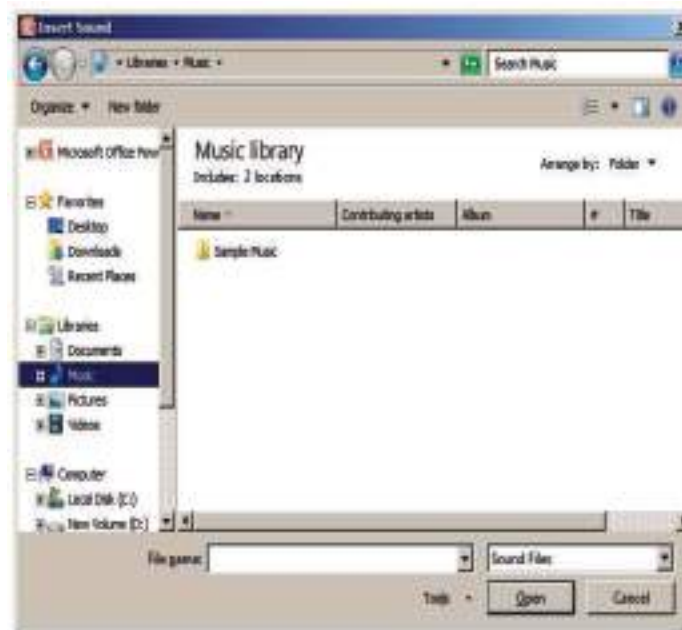 Insert Sound
Libraries Music
Search Music
Organize New folder
Microsoft Office Pow
Favorites
Desktop
Downloads
Recent Places
Libraries
Documents
Music
Pictures
Videos
Computer
Local Disk (C:)
New Volume (D:)
Music library
Includes: 2 locations
Arrange by: Folder
Name Contributing artists Album # Title
Sample Music
File name: Sound Files
Tools Open Cancel